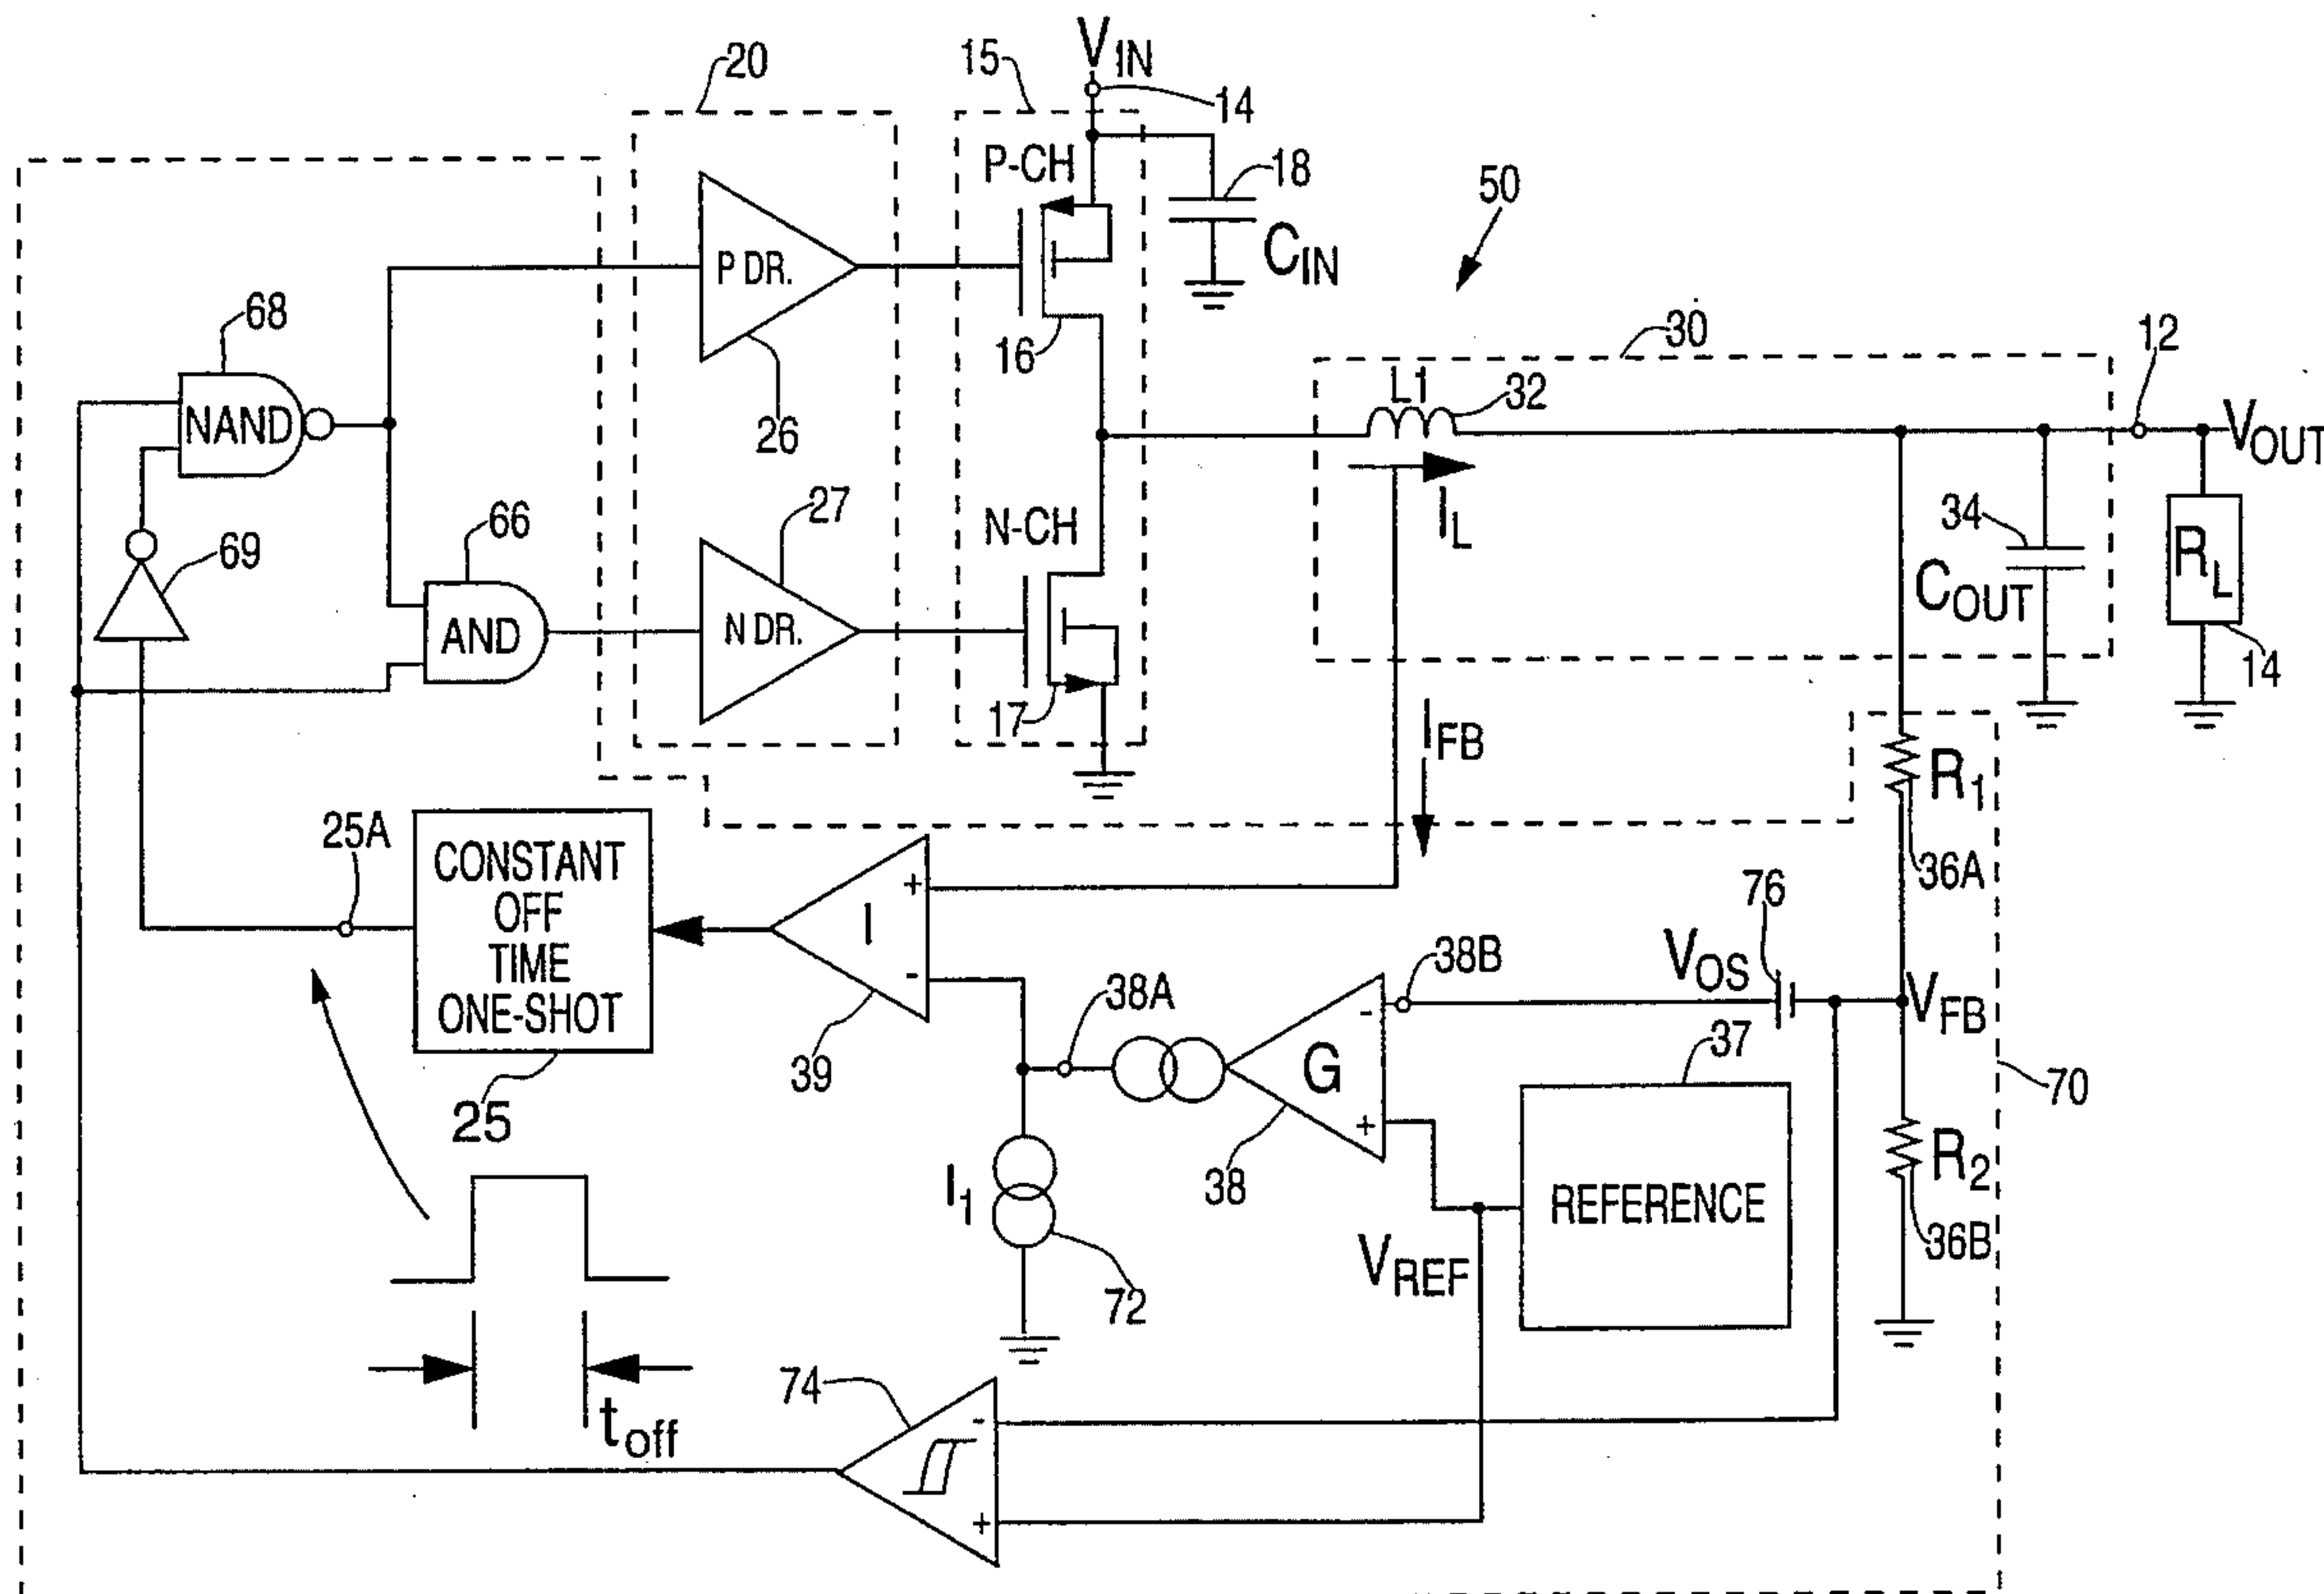 V_IN
20
15
14
P-CH
18
C_IN
50
P DR.
68
NAND
16
26
30
12
L1
32
V_OUT
I_L
66
27
N-CH
34
R_L
C_OUT
69
AND
N DR.
17
14
I_FB
R_1
25A
CONSTANT
OFF
TIME
ONE-SHOT
+
I
-
36A
76
V_OS
38B
V_FB
38A
-
37
39
G
70
25
+
R_2
38
REFERENCE
I_1
36B
V_REF
72
74
t_off
-
+